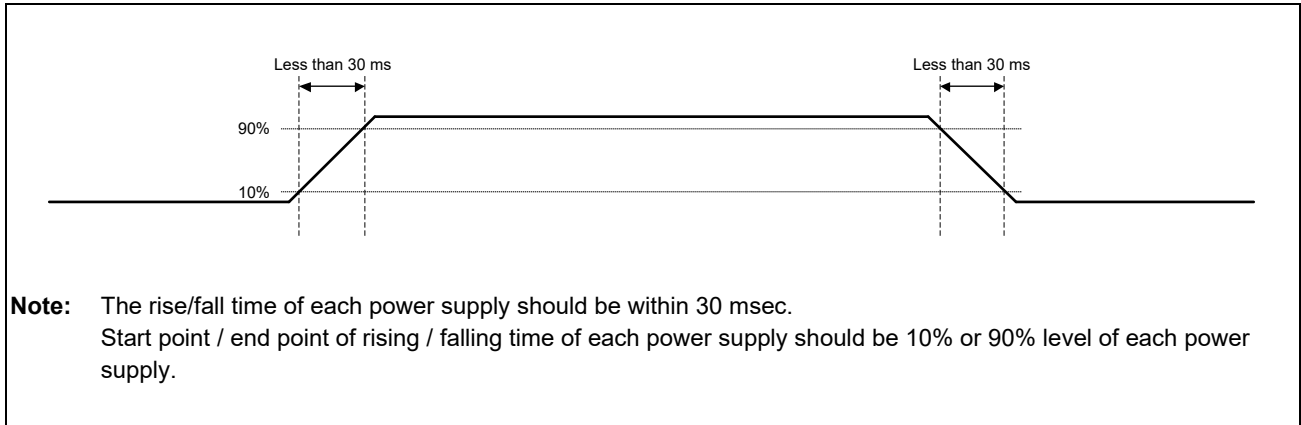 Less than 30 ms Less than 30 ms
90%
10%
Note: The rise/fall time of each power supply should be within 30 msec.
Start point / end point of rising / falling time of each power supply should be 10% or 90% level of each power
supply.